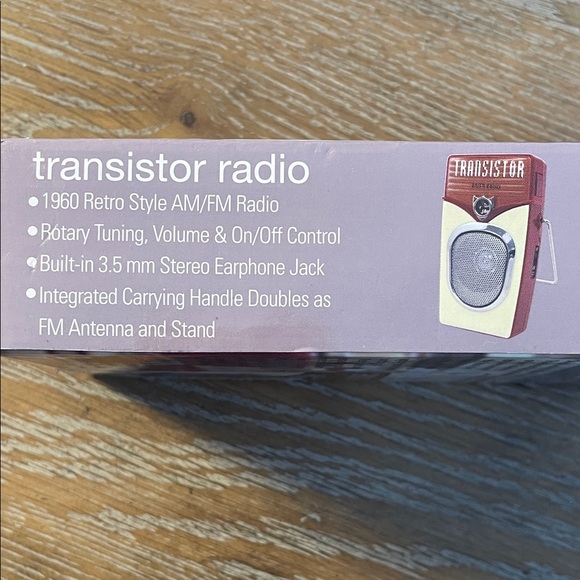 transistor radio
• 1960 Retro Style AM/FM Radio
• Rotary Tuning, Volume & On/Off Control
• Built-in 3.5 mm Stereo Earphone Jack
• Integrated Carrying Handle Doubles as
FM Antenna and Stand
TRANSISTOR